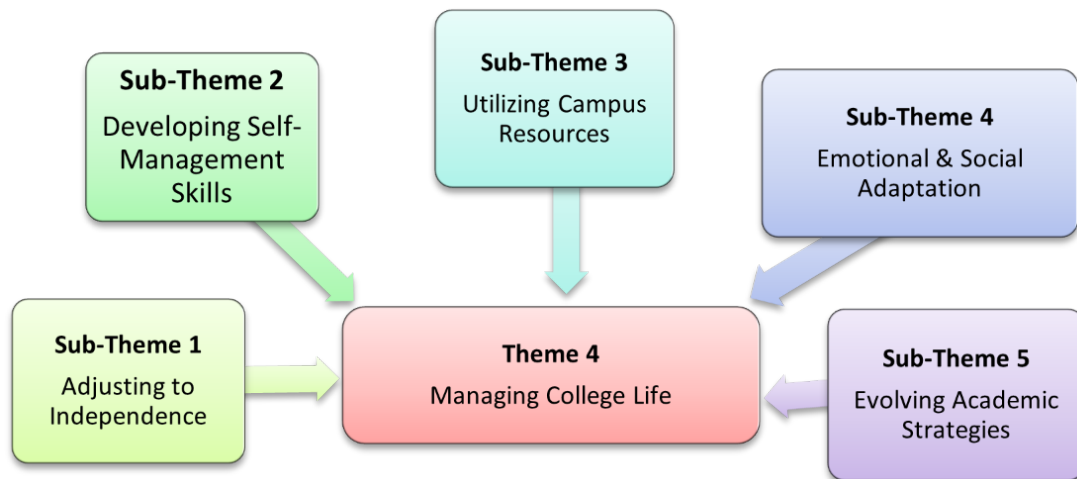 Sub-Theme 1
Adjusting to
Independence
Sub-Theme 2
Developing Self-
Management
Skills
Sub-Theme 3
Utilizing Campus
Resources
Sub-Theme 4
Emotional & Social
Adaptation
Sub-Theme 5
Evolving Academic
Strategies
Theme 4
Managing College Life